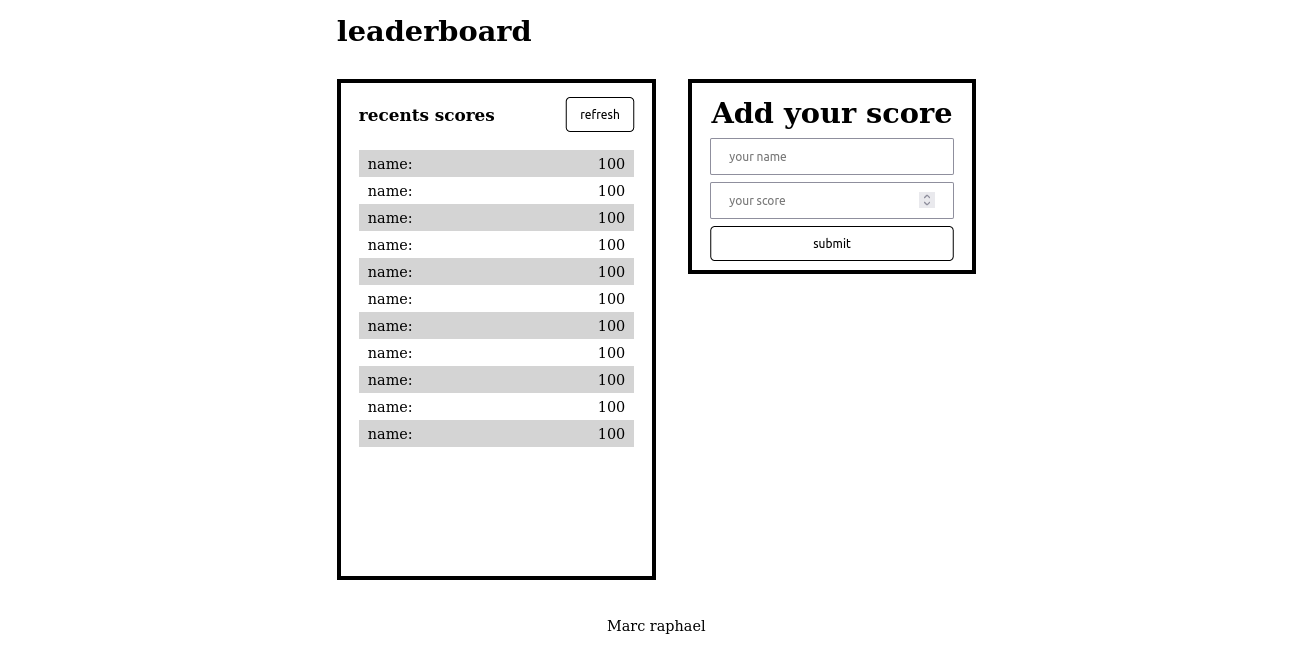 leaderboard
recents scores
refresh
name: 100
name: 100
name: 100
name: 100
name: 100
name: 100
name: 100
name: 100
name: 100
name: 100
name: 100
Add your score
your name
your score
submit
Marc raphael